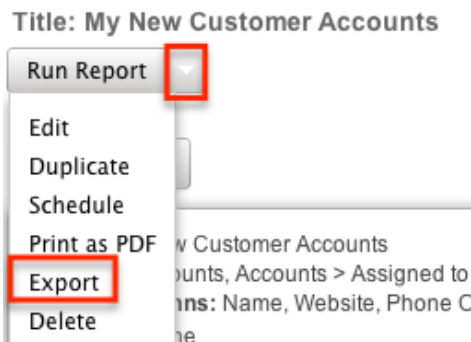 Title: My New Customer Accounts
Run Report
Edit
Duplicate
Schedule
Print as PDF
Customer Accounts
Export
Accounts > Assigned to
Name, Website, Phone
Delete